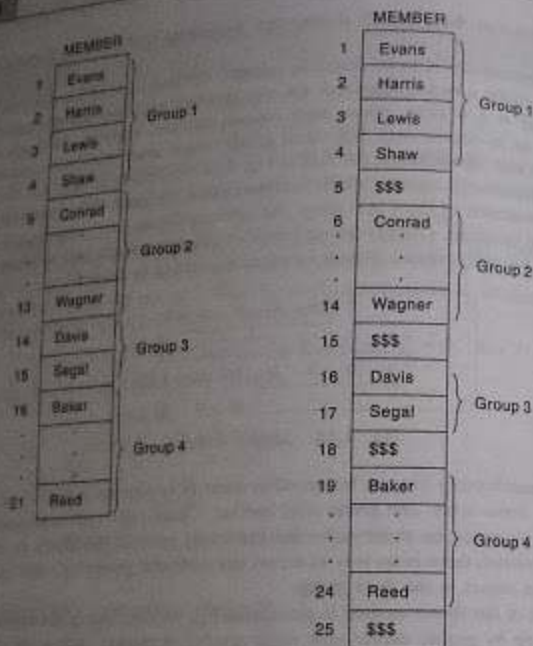 MEMBER
1 Evans
2 Harris
3 Lewis
4 Shaw
Group 1
5 Conrad
.
.
.
13 Wagner
Group 2
14 Davis
15 Segal
Group 3
16 Baker
.
.
.
21 Reed
Group 4
MEMBER
1 Evans
2 Harris
3 Lewis
4 Shaw
Group 1
5 $$$
6 Conrad
.
.
.
14 Wagner
Group 2
15 $$$
16 Davis
17 Segal
Group 3
18 $$$
19 Baker
.
.
.
24 Reed
Group 4
25 $$$